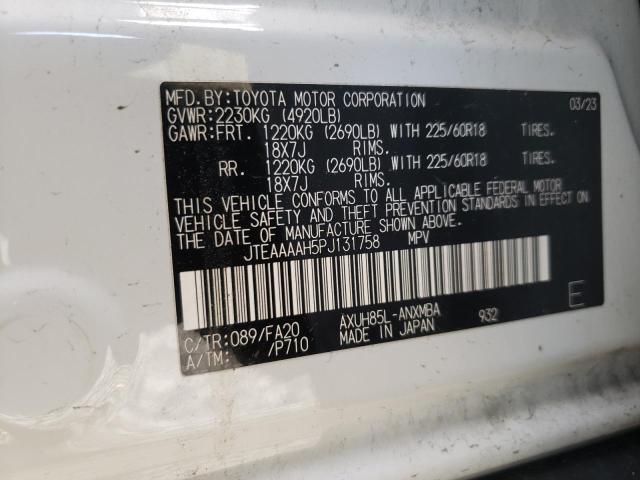 MFD.BY:TOYOTA MOTOR CORPORATION 03/23
GVWR:2230KG (4920LB)
GAWR:FRT. 1220KG (2690LB) WITH 225/60R18 TIRES.
18X7J RIMS.
RR. 1220KG (2690LB) WITH 225/60R18 TIRES.
18X7J RIMS.
THIS VEHICLE CONFORMS TO ALL APPLICABLE FEDERAL MOTOR
VEHICLE SAFETY AND THEFT PREVENTION STANDARDS IN EFFECT ON
THE DATE OF MANUFACTURE SHOWN ABOVE.
JTEAAAAH5PJ131758 MPV
E
C/TR:089/FA20 AXUH85L-ANXMBA 932
A/TM: /P710 MADE IN JAPAN